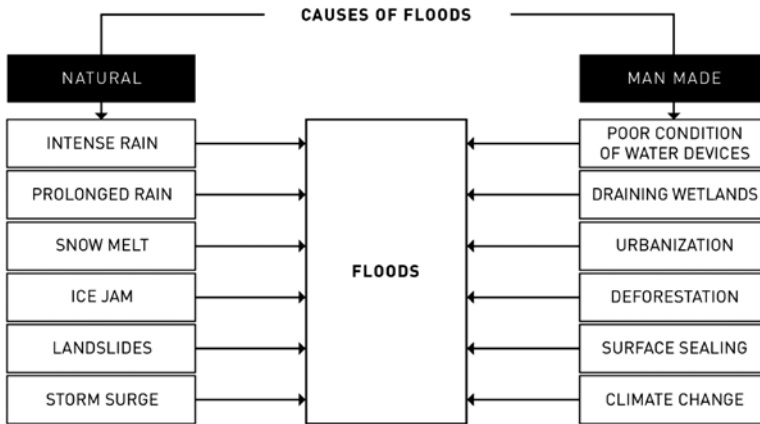 CAUSES OF FLOODS
NATURAL
INTENSE RAIN
PROLONGED RAIN
SNOW MELT
ICE JAM
LANDSLIDES
STORM SURGE
FLOODS
MAN MADE
POOR CONDITION
OF WATER DEVICES
DRAINING WETLANDS
URBANIZATION
DEFORESTATION
SURFACE SEALING
CLIMATE CHANGE